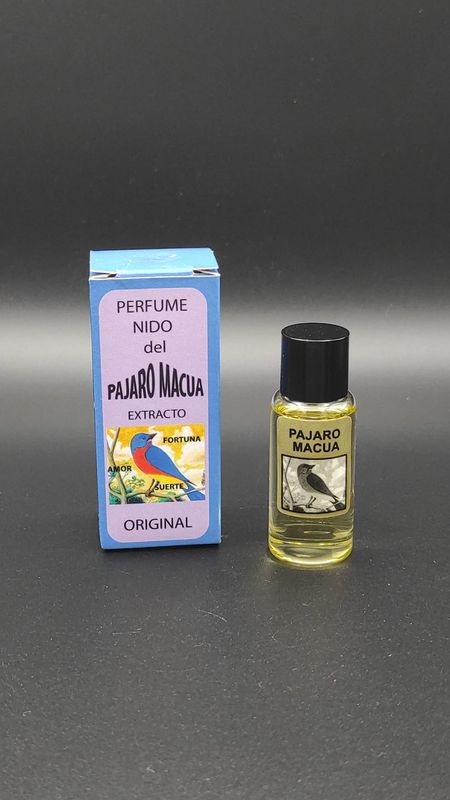 PERFUME
NIDO
del
PAJARO MACUA
EXTRACTO
FORTUNA
AMOR
SUERTE
ORIGINAL
PAJARO
MACUA